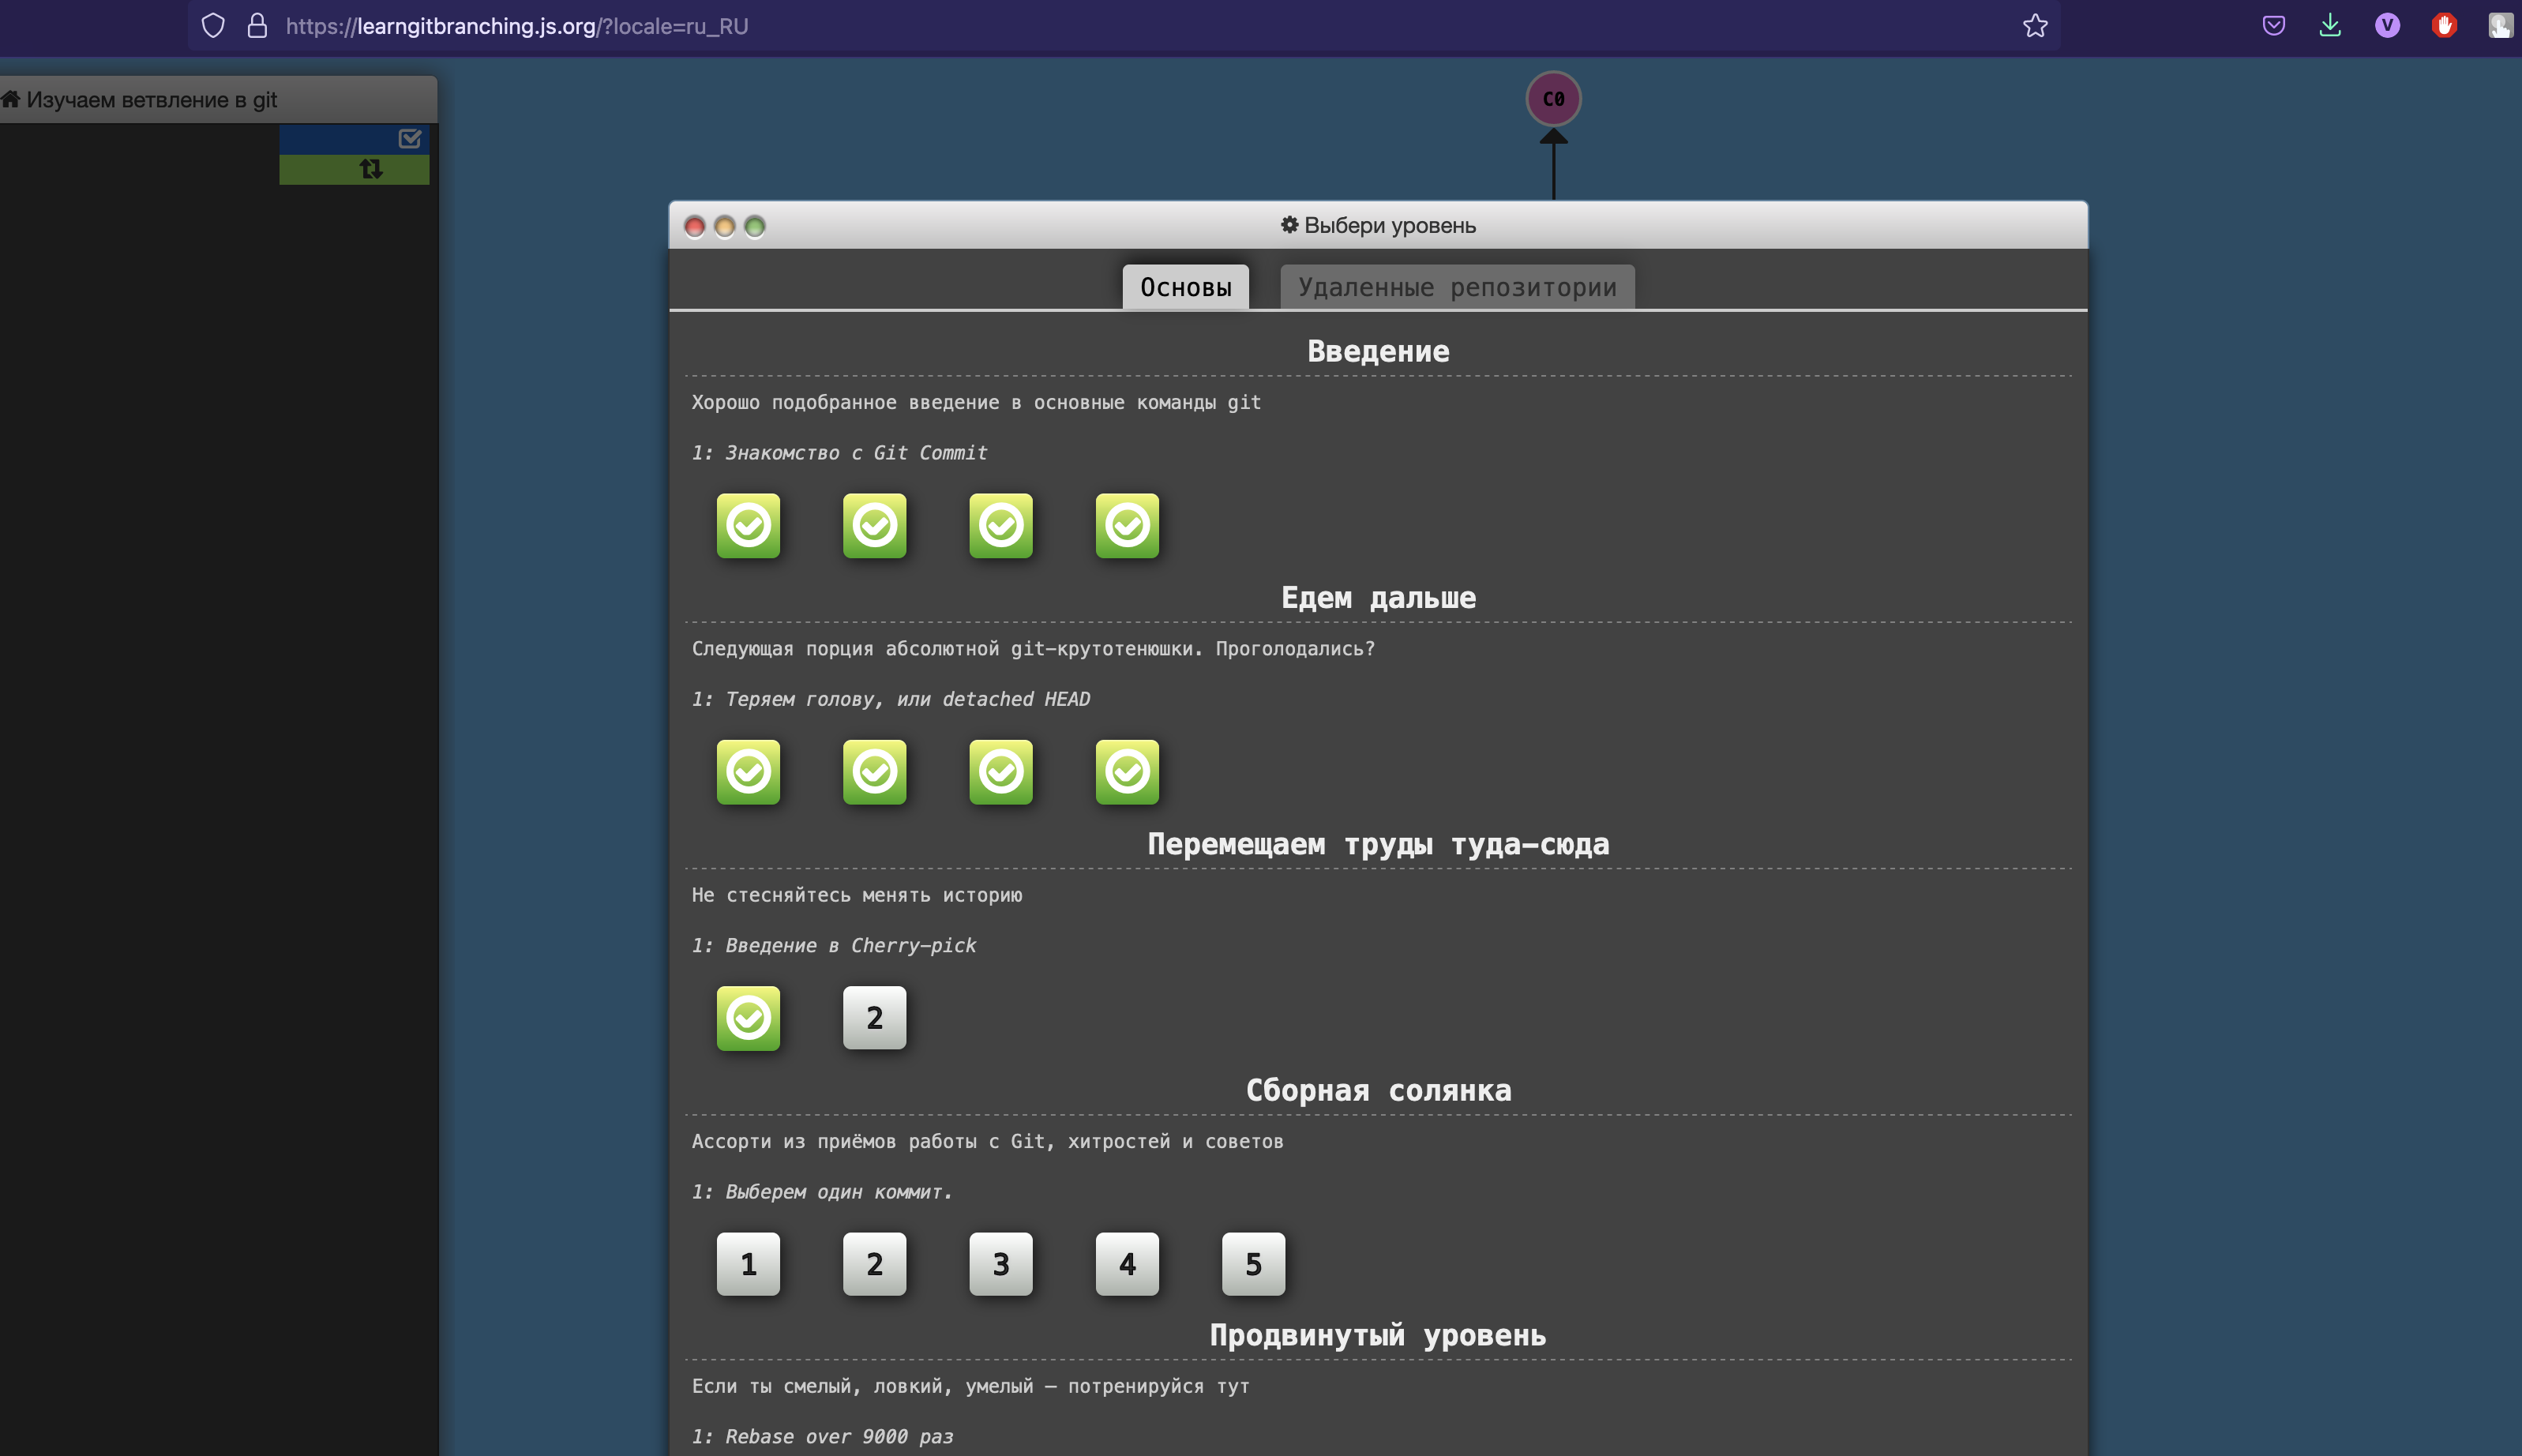 https://learngitbranching.js.org/?locale=ru_RU
V
Изучаем ветвление в git
C0
Выбери уровень
Основы
Удаленные репозитории
Введение
Хорошо подобранное введение в основные команды git
1: Знакомство с Git Commit
Едем дальше
Следующая порция абсолютной git-крутотенюшки. Проголодались?
1: Теряем голову, или detached HEAD
Перемещаем труды туда-сюда
Не стесняйтесь менять историю
1: Введение в Cherry-pick
2
Сборная солянка
Ассорти из приёмов работы с Git, хитростей и советов
1: Выберем один коммит.
1 2 3 4 5
Продвинутый уровень
Если ты смелый, ловкий, умелый — потренируйся тут
1: Rebase over 9000 раз